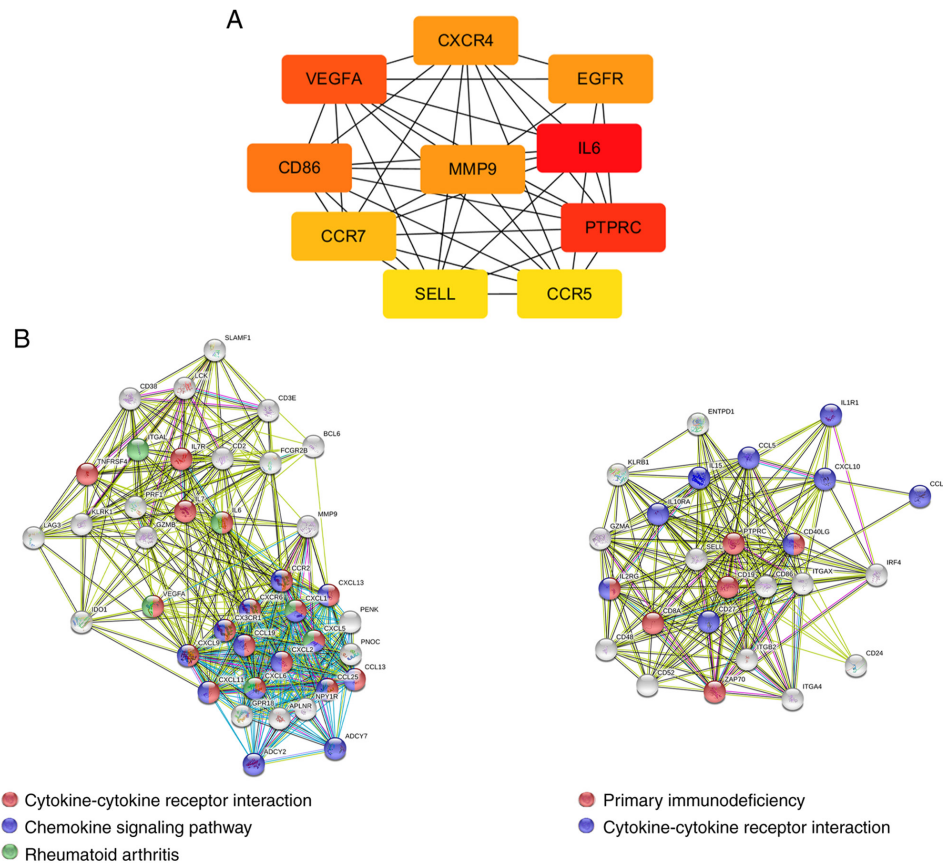 A
CXCR4
VEGFA
EGFR
IL6
CD86
MMP9
PTPRC
CCR7
SELL
CCR5
B
SLAMF1
LCK
CD38
CD3E
BCL6
ITGAL
IL7R
CD2
FCGR2B
TNFRSF4
PRF1
IL7
IL6
KLRK1
GZMB
MMP9
LAG3
CCR2
CXCL13
VEGFA
CXCR6
CXCL1
IDO1
PENK
CX3CR1
CXCL5
CCL19
PNOC
CXCL9
CXCL2
CCL13
CXCL11
CXCL6
CCL25
NPY1R
GPR18
APLNR
ADCY7
ADCY2
IL1R1
ENTPD1
CCL5
KLRB1
IL15
CXCL10
CCL
IL10RA
GZMA
PTPRC
CD40LG
SELL
IRF4
IL2RG
CD19
CD86
ITGAX
CD8A
CD27
CD48
ITGB2
CD24
CD52
ZAP70
ITGA4
Cytokine-cytokine receptor interaction
Chemokine signaling pathway
Rheumatoid arthritis
Primary immunodeficiency
Cytokine-cytokine receptor interaction